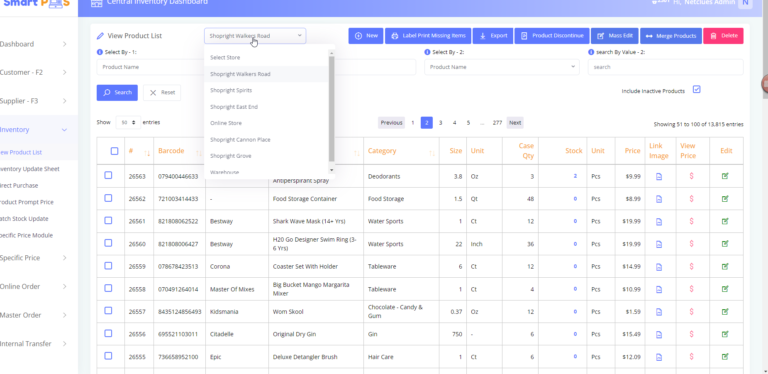 Smart P S
Central Inventory Dashboard
Hi, Netclues Admin N
Dashboard
Customer - F2
Supplier - F3
Inventory
View Product List
Inventory Update Sheet
Direct Purchase
Product Prompt Price
Batch Stock Update
Specific Price Module
Specific Price
Online Order
Master Order
Internal Transfer
View Product List
Shopright Walkers Road
New
Label Print Missing Items
Export
Product Discontinue
Mass Edit
Merge Products
Delete
Select By - 1:
Select By - 2:
search By Value - 2:
Product Name
Product Name
search
Select Store
Shopright Walkers Road
Shopright Spirits
Shopright East End
Online Store
Shopright Cannon Place
Shopright Grove
Warehouse
Search
Reset
Include Inactive Products
Show 50 entries
Previous 1 2 3 4 5 ... 277 Next
Showing 51 to 100 of 13,815 entries
# Barcode Category Size Unit Case Qty Stock Unit Price Link Image View Price Edit
26563 079400446633 Antiperspirant Spray Deodorants 3.8 Oz 3 2 Pcs $9.99
26562 721003414433 - Food Storage Container Food Storage 1.5 Qt 48 0 Pcs $8.99
26561 821808062522 Bestway Shark Wave Mask (14+ Yrs) Water Sports 1 Ct 12 0 Pcs $19.99
26560 821808006427 Bestway H20 Go Designer Swim Ring (3-6 Yrs) Water Sports 22 Inch 36 0 Pcs $19.99
26559 078678423513 Corona Coaster Set With Holder Tableware 6 Ct 12 0 Pcs $14.99
26558 070491264014 Master Of Mixes Big Bucket Mango Margarita Mixer Tableware 1 Ct 4 0 Pcs $10.99
26557 8435124856493 Kidsmania Worn Skool Chocolate - Candy & Gum 0.37 Oz 12 0 Pcs $1.59
26556 695521103011 Citadelle Original Dry Gin Gin 750 - 6 0 Pcs $15.49
26555 736658952100 Epic Deluxe Detangler Brush Hair Care 1 Ct 6 0 Pcs $12.09